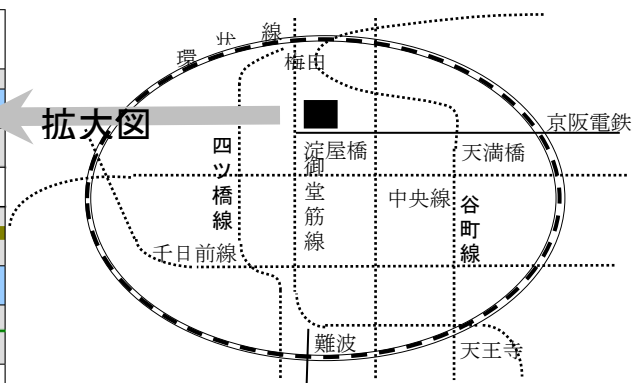 環状線
梅田
拡大図
京阪電鉄
四ツ橋線
淀屋橋
天満橋
御堂筋線
中央線
谷町線
千日前線
難波
天王寺